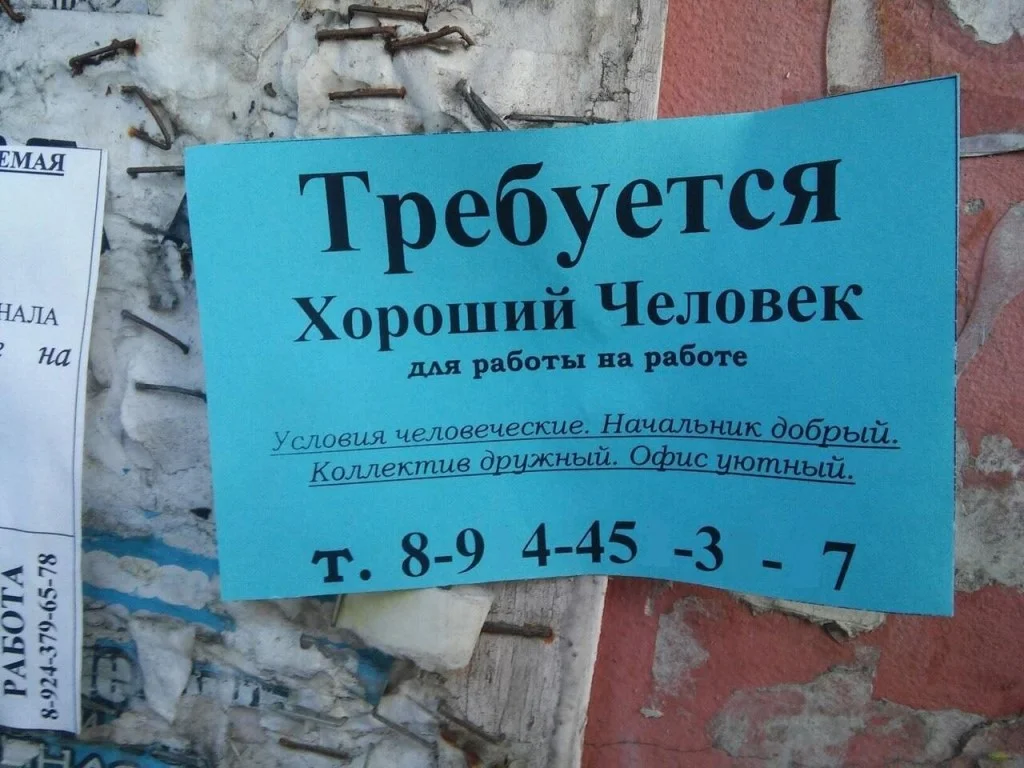 ЕМАЯ
НАЛА
на
РАБОТА
8-924-379-65-78
Требуется
Хороший Человек
для работы на работе
Условия человеческие. Начальник добрый.
Коллектив дружный. Офис уютный.
т. 8-9 4-45 -3 - 7